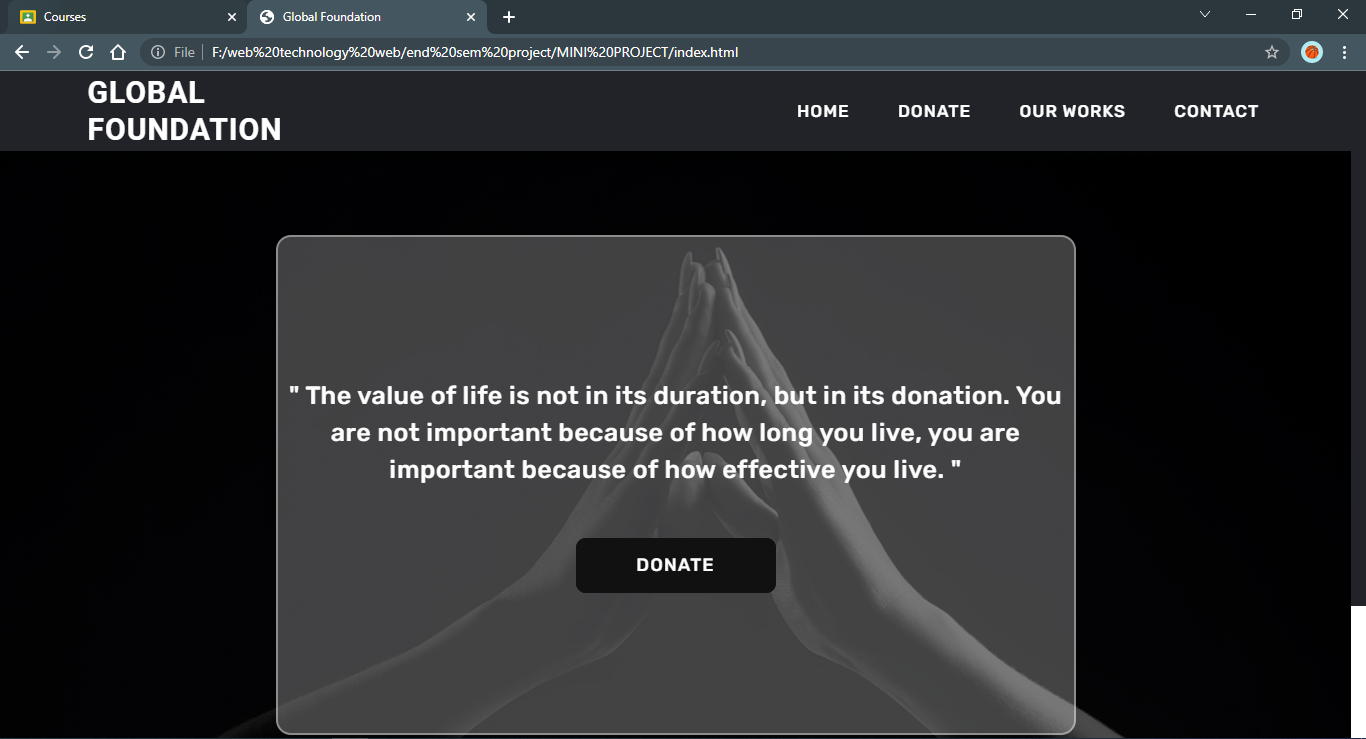 Courses
Global Foundation
File
F:/web%20technology%20web/end%20sem%20project/MINI%20PROJECT/index.html
GLOBAL
FOUNDATION
HOME DONATE OUR WORKS CONTACT
" The value of life is not in its duration, but in its donation. You
are not important because of how long you live, you are
important because of how effective you live. "
DONATE